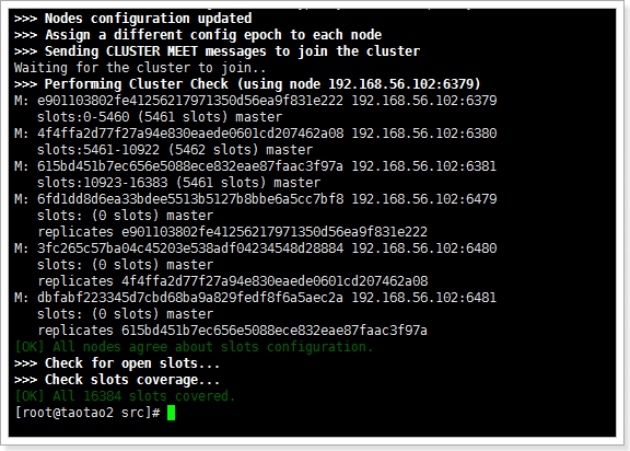 >>> Nodes configuration updated
>>> Assign a different config epoch to each node
>>> Sending CLUSTER MEET messages to join the cluster
Waiting for the cluster to join..
>>> Performing Cluster Check (using node 192.168.56.102:6379)
M: e901103802fe41256217971350d56ea9f831e222 192.168.56.102:6379
slots:0-5460 (5461 slots) master
M: 4f4ffa2d77f27a94e830eaede0601cd207462a08 192.168.56.102:6380
slots:5461-10922 (5462 slots) master
M: 615bd451b7ec656e5088ece832eae87faac3f97a 192.168.56.102:6381
slots:10923-16383 (5461 slots) master
M: 6fd1dd8d6ea33bdee5513b5127b8bbe6a5cc7bf8 192.168.56.102:6479
slots: (0 slots) master
replicates e901103802fe41256217971350d56ea9f831e222
M: 3fc265c57ba04c45203e538adf04234548d28884 192.168.56.102:6480
slots: (0 slots) master
replicates 4f4ffa2d77f27a94e830eaede0601cd207462a08
M: dbfabf223345d7cbd68ba9a829fedf8f6a5aec2a 192.168.56.102:6481
slots: (0 slots) master
replicates 615bd451b7ec656e5088ece832eae87faac3f97a
[OK] All nodes agree about slots configuration.
>>> Check for open slots...
>>> Check slots coverage...
[OK] All 16384 slots covered.
[root@taotao2 src]#